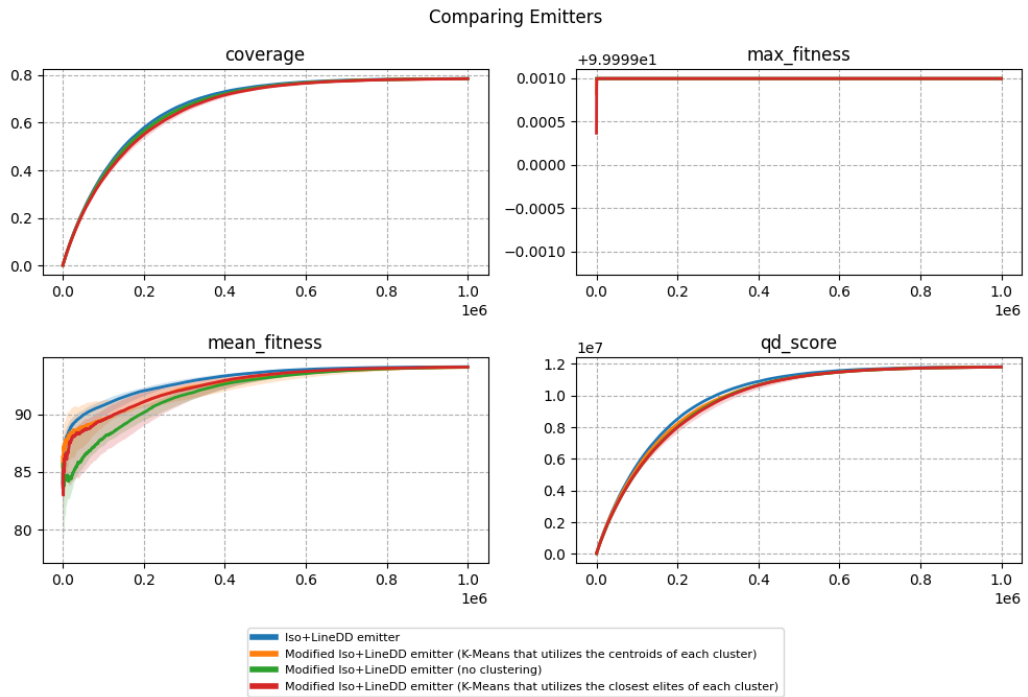 Comparing Emitters
coverage
0.8
0.6
0.4
0.2
0.0
0.0 0.2 0.4 0.6 0.8 1.0
1e6
max_fitness
+9.9999e1
0.0010
0.0005
0.0000
−0.0005
−0.0010
0.0 0.2 0.4 0.6 0.8 1.0
1e6
mean_fitness
90
85
80
0.0 0.2 0.4 0.6 0.8 1.0
1e6
qd_score
1e7
1.2
1.0
0.8
0.6
0.4
0.2
0.0
0.0 0.2 0.4 0.6 0.8 1.0
1e6
Iso+LineDD emitter
Modified Iso+LineDD emitter (K-Means that utilizes the centroids of each cluster)
Modified Iso+LineDD emitter (no clustering)
Modified Iso+LineDD emitter (K-Means that utilizes the closest elites of each cluster)